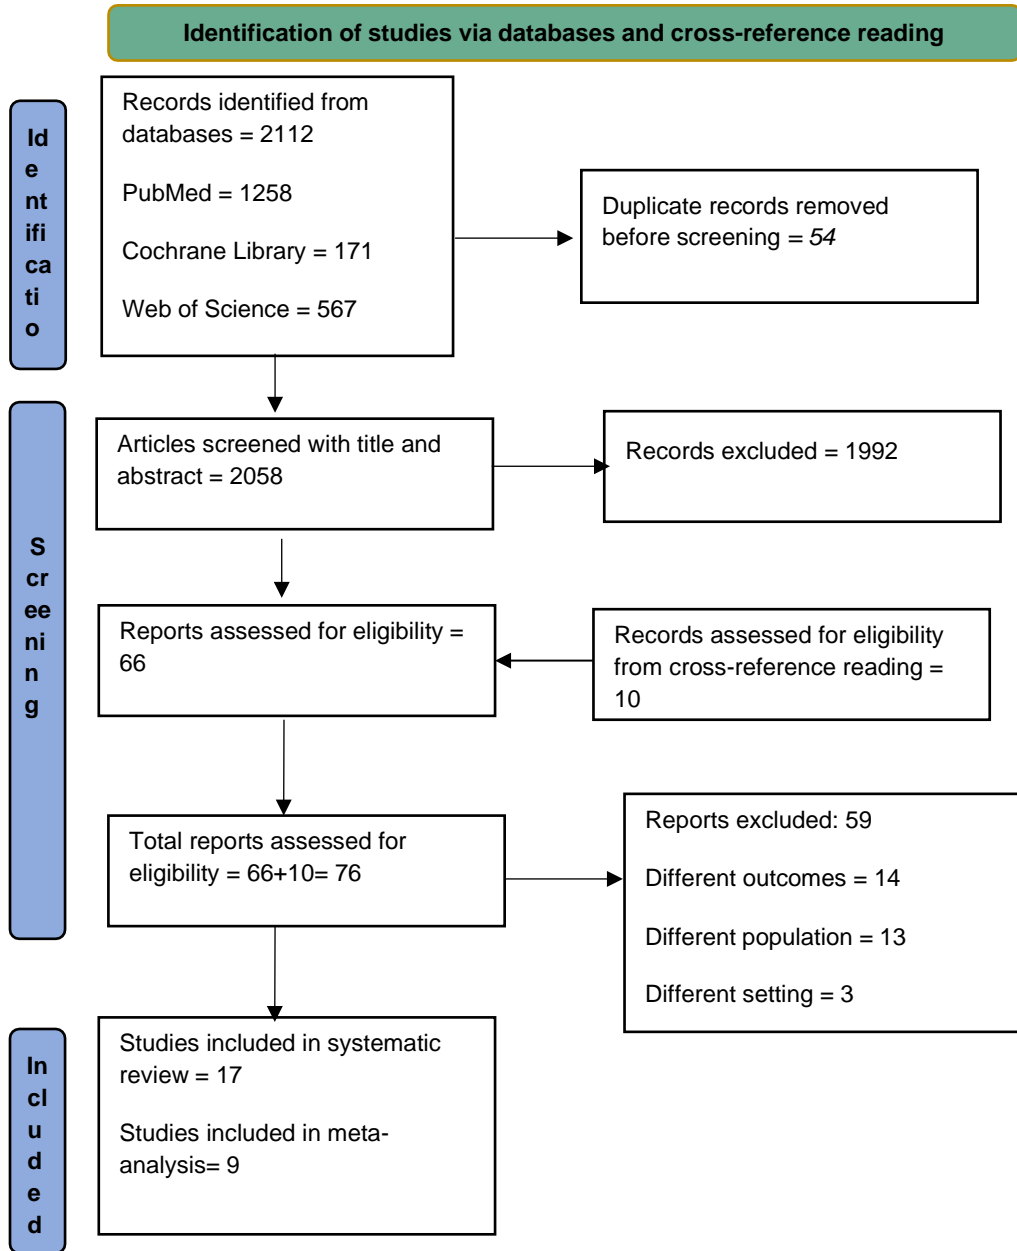 Identification of studies via databases and cross-reference reading
Id
e
nt
ifi
ca
ti
o
Records identified from
databases = 2112
PubMed = 1258
Cochrane Library = 171
Web of Science = 567
Duplicate records removed
before screening = 54
S
cr
ee
ni
n
g
Articles screened with title and
abstract = 2058
Records excluded = 1992
Reports assessed for eligibility =
66
Records assessed for eligibility
from cross-reference reading =
10
Total reports assessed for
eligibility = 66+10= 76
Reports excluded: 59
Different outcomes = 14
Different population = 13
Different setting = 3
In
cl
u
d
e
d
Studies included in systematic
review = 17
Studies included in meta-
analysis= 9